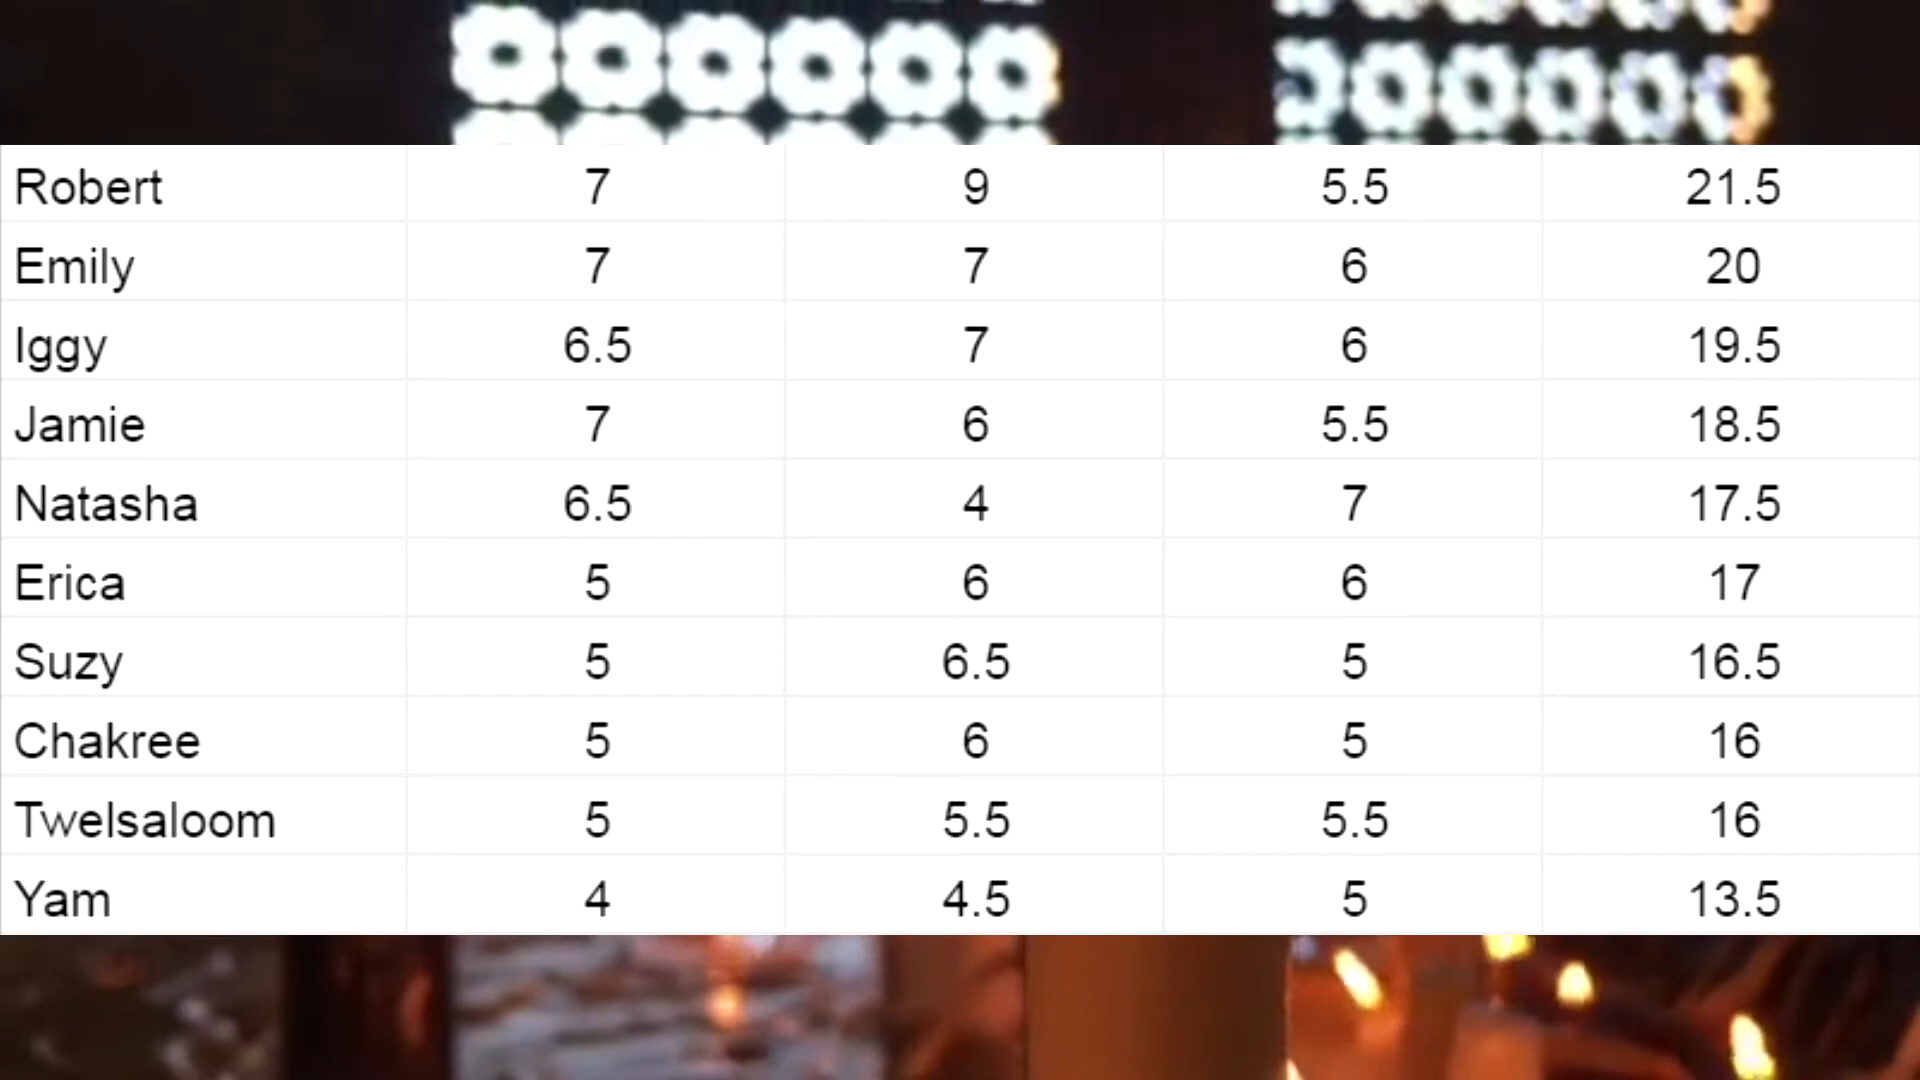 Robert 7 9 5.5 21.5
Emily 7 7 6 20
Iggy 6.5 7 6 19.5
Jamie 7 6 5.5 18.5
Natasha 6.5 4 7 17.5
Erica 5 6 6 17
Suzy 5 6.5 5 16.5
Chakree 5 6 5 16
Twelsaloom 5 5.5 5.5 16
Yam 4 4.5 5 13.5